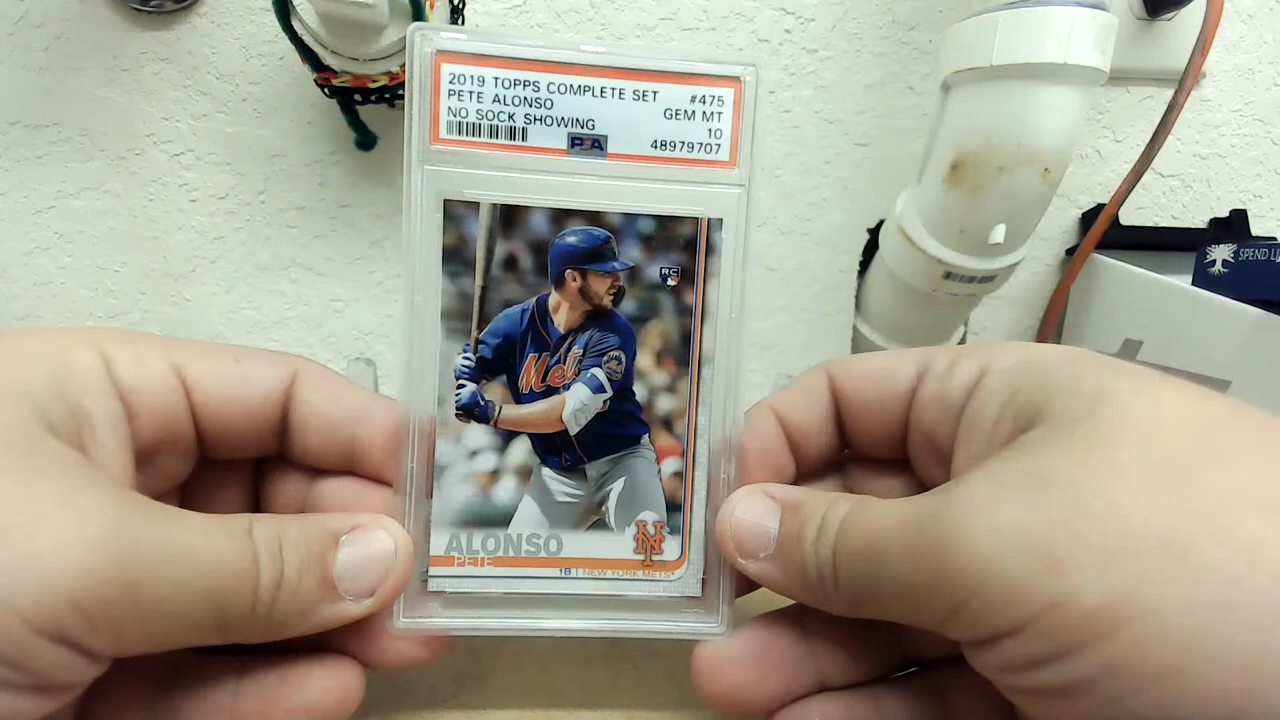 2019 TOPPS COMPLETE SET #475
PETE ALONSO GEM MT
NO SOCK SHOWING 10
PSA 48979707
RC
Mets
ALONSO
PETE
NY
1B | NEW YORK METS
SPEND